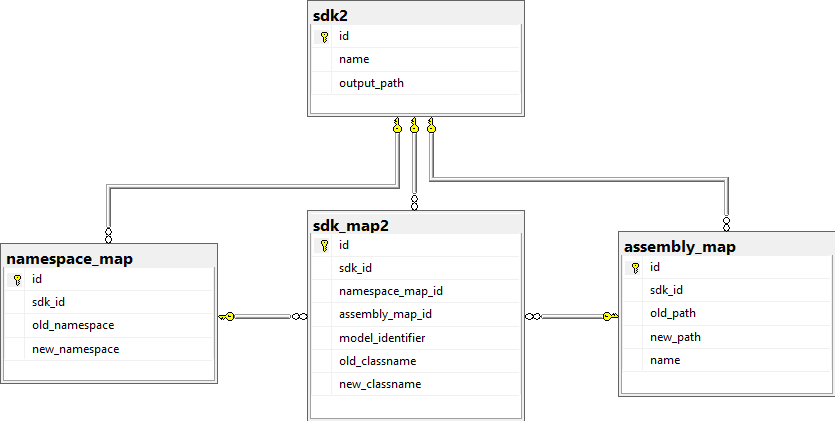 sdk2
id
name
output_path
namespace_map
id
sdk_id
old_namespace
new_namespace
sdk_map2
id
sdk_id
namespace_map_id
assembly_map_id
model_identifier
old_classname
new_classname
assembly_map
id
sdk_id
old_path
new_path
name